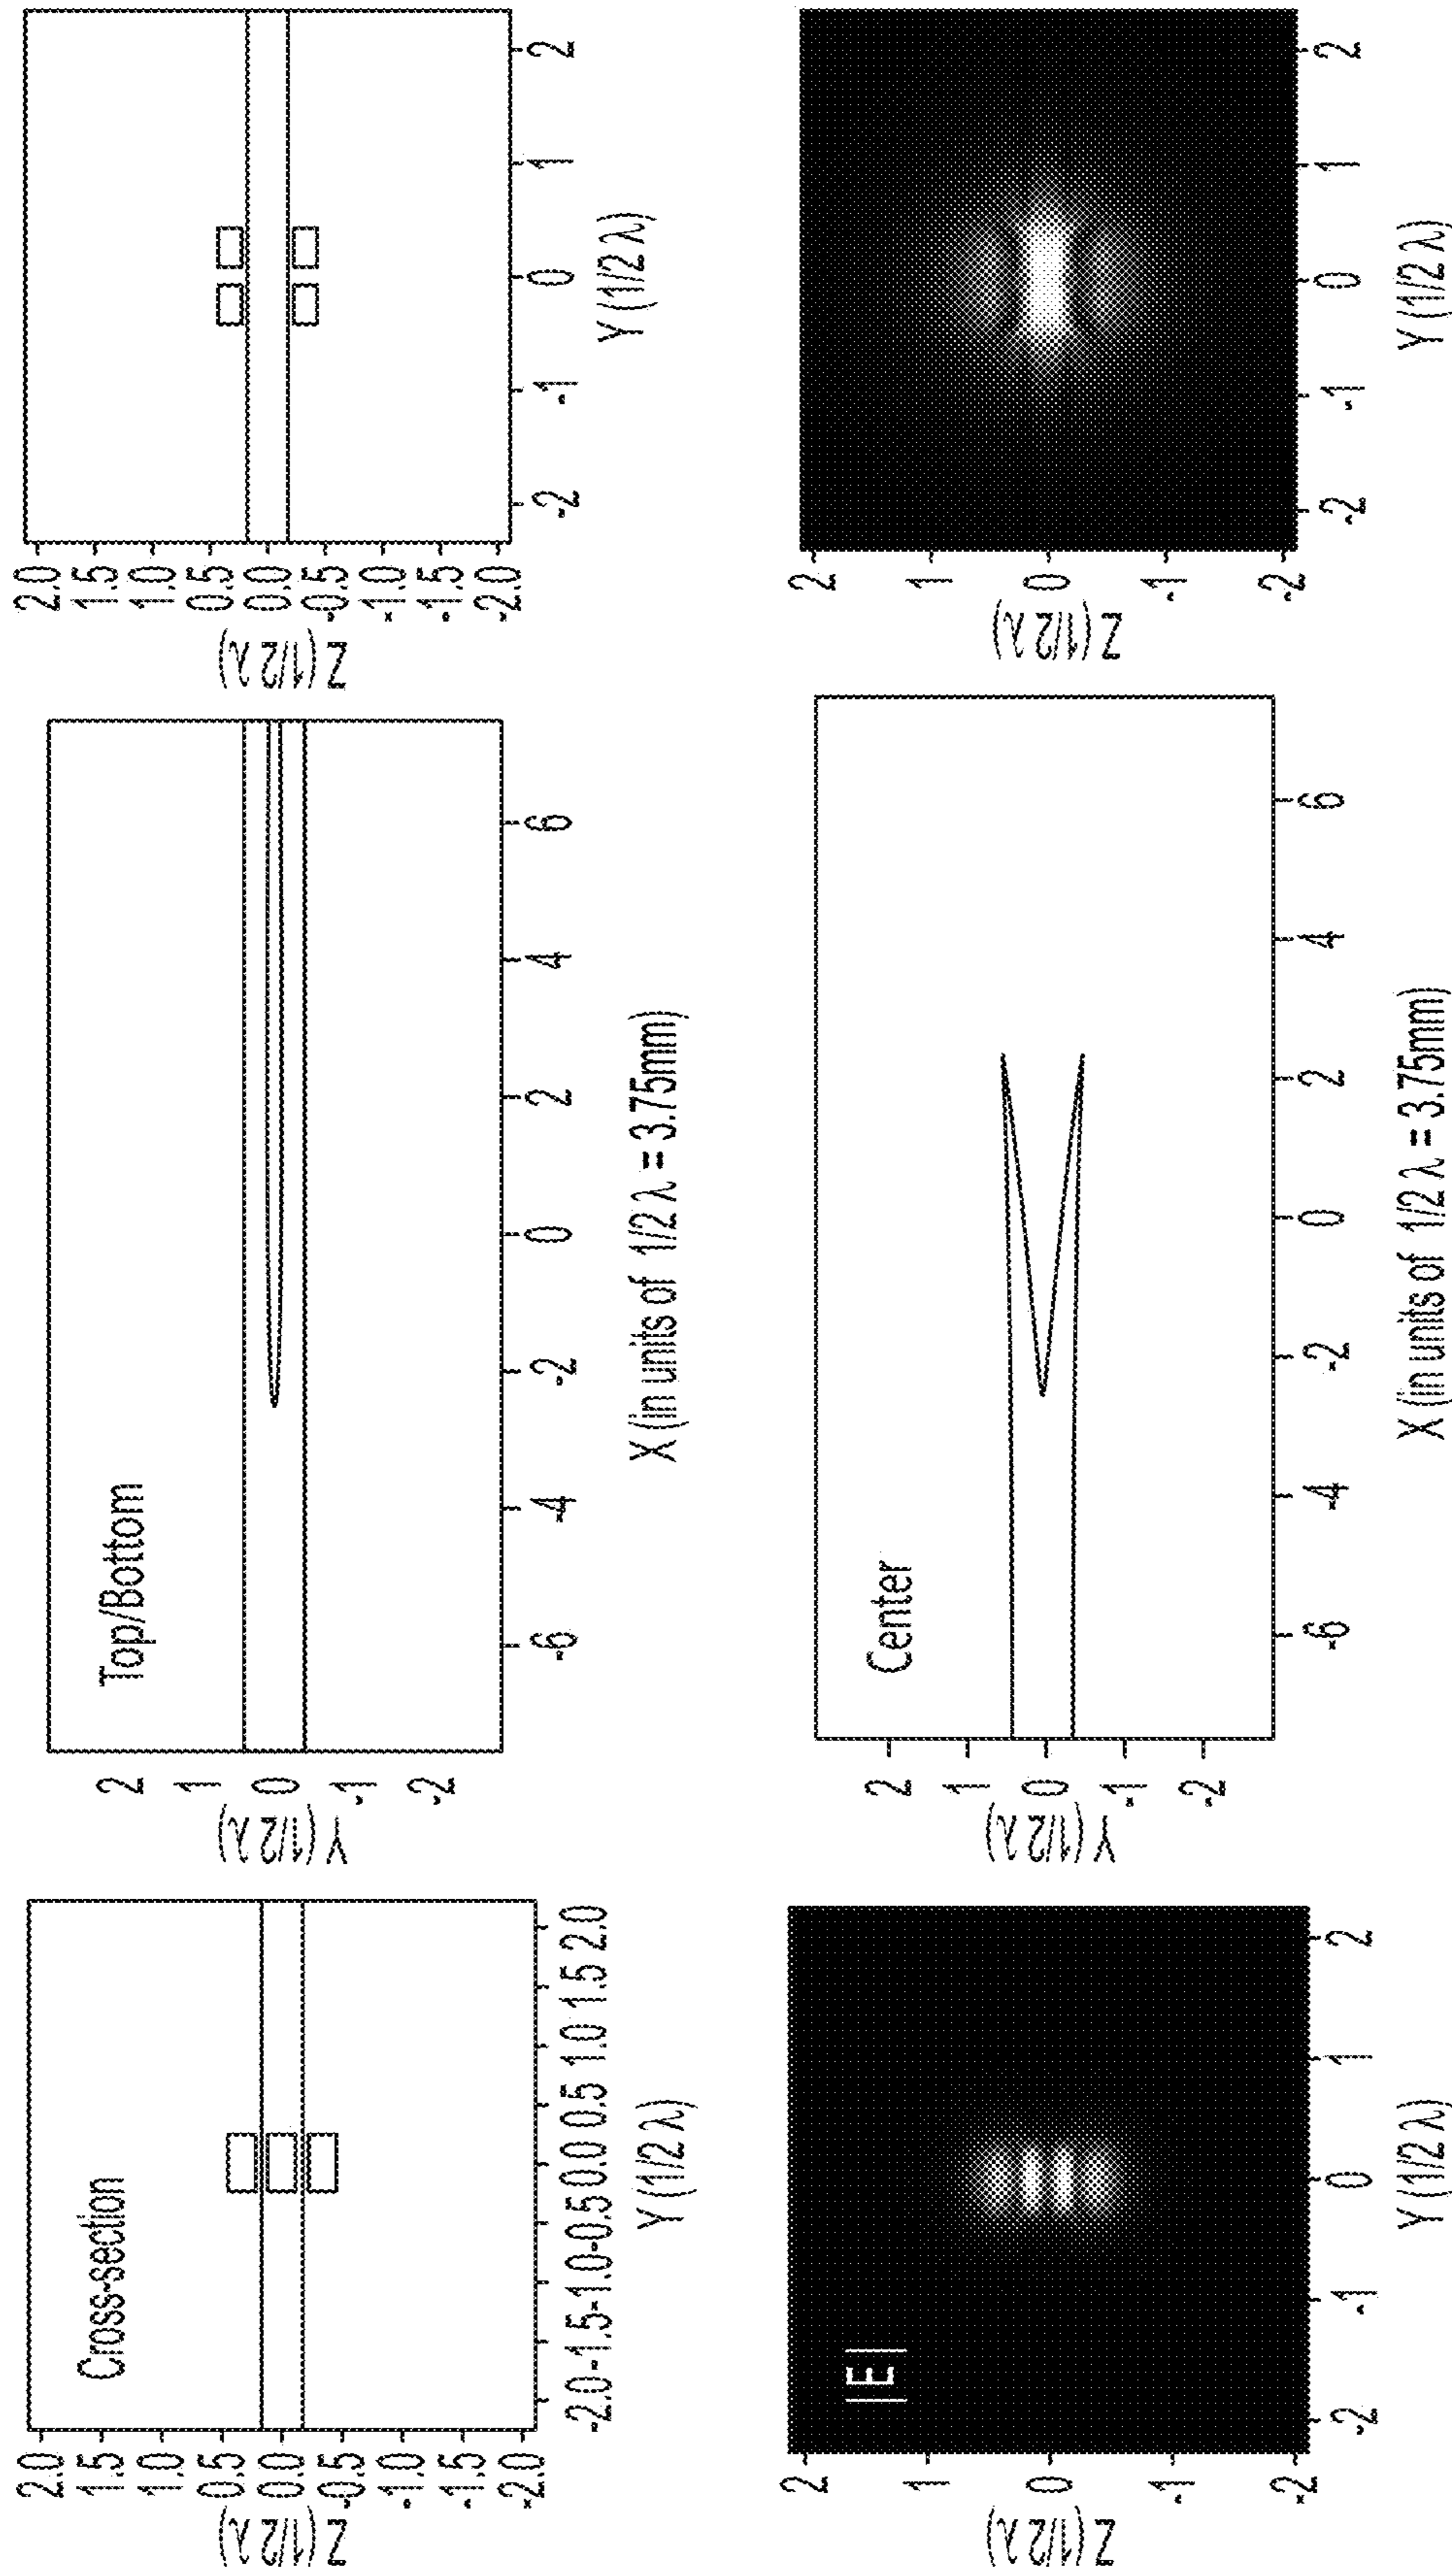 Cross-section
2.0
1.5
1.0
0.5
0.0
-0.5
-1.0
-1.5
-2.0
Z (1/2 λ)
-2.0 -1.5 -1.0 -0.5 0.0 0.5 1.0 1.5 2.0
Y (1/2 λ)
Top/Bottom
2
1
0
-1
-2
Y (1/2 λ)
-6 -4 -2 0 2 4 6
X (in units of 1/2 λ = 3.75mm)
2.0
1.5
1.0
0.5
0.0
-0.5
-1.0
-1.5
-2.0
Z (1/2 λ)
-2 -1 0 1 2
Y (1/2 λ)
|E|
2
1
0
-1
-2
Z (1/2 λ)
-2 -1 0 1 2
Y (1/2 λ)
Center
2
1
0
-1
-2
Y (1/2 λ)
-6 -4 -2 0 2 4 6
X (in units of 1/2 λ = 3.75mm)
2
1
0
-1
-2
Z (1/2 λ)
-2 -1 0 1 2
Y (1/2 λ)